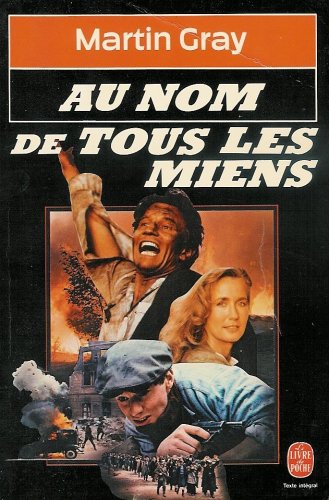 Martin Gray
AU NOM
DE TOUS LES
MIENS
Le
LIVRE
de
POCHE
Texte intégral